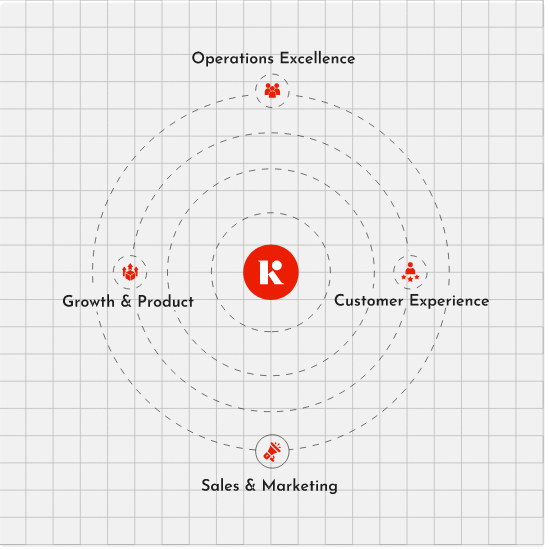 Operations Excellence
K
Growth & Product
Customer Experience
Sales & Marketing